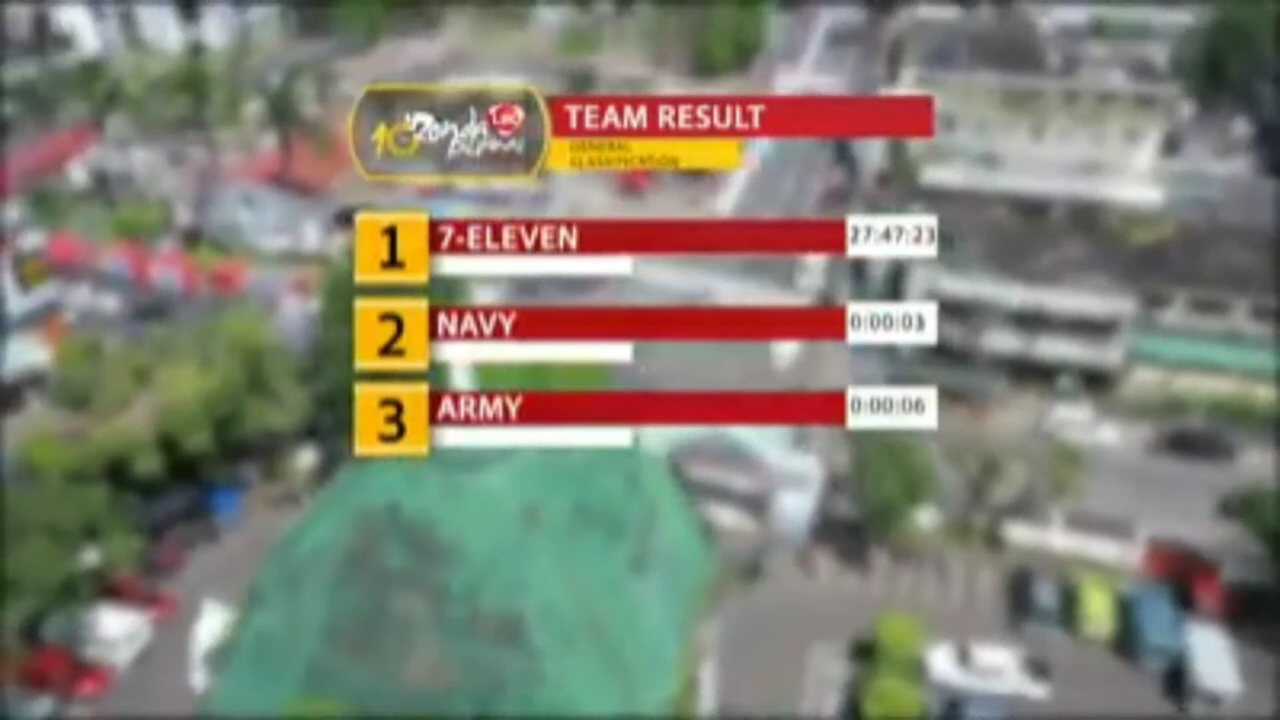 10 Ronda LBC Pilipinas
TEAM RESULT
GENERAL
CLASSIFICATION
1 7-ELEVEN 27:47:23
2 NAVY 0:00:03
3 ARMY 0:00:06